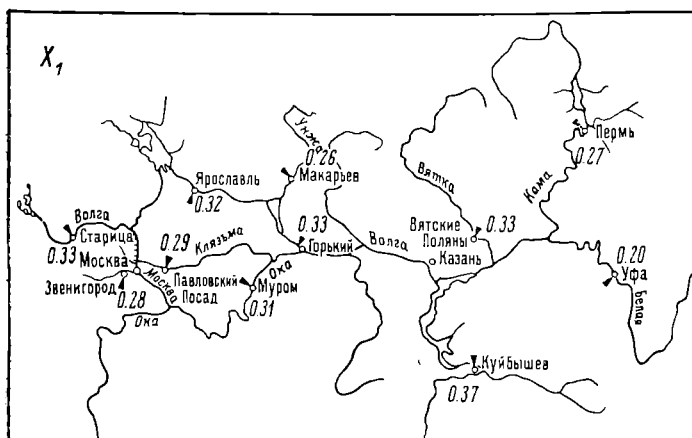 X₁
Унжа
Пермь
0.27
0.26
Ярославль
Макарьев
Вятка
Кама
0.32
Волга
0.33
Вятские
Поляны
0.33
Старица
0.29
Клязьма
Горький
Волга
0.33
Москва
Казань
0.20
Звенигород
Павловский
Посад
Ока
Уфа
0.28
Москва
Муром
0.31
Белая
Ока
Куйбышев
0.37